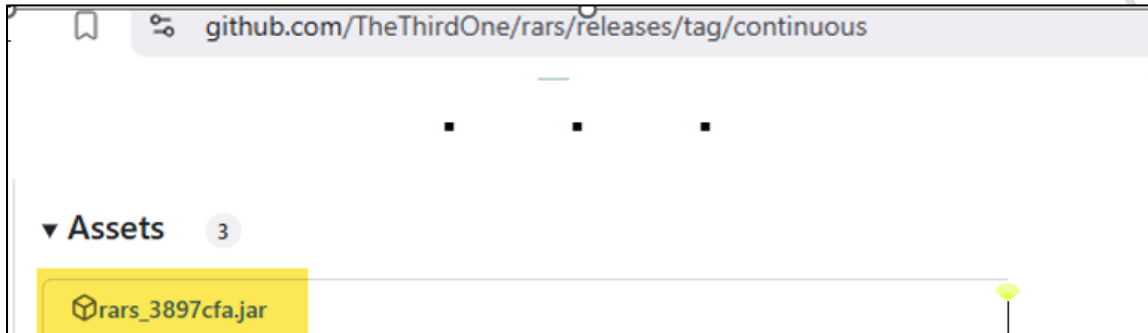 github.com/TheThirdOne/rars/releases/tag/continuous
. . .
Assets 3
rars_3897cfa.jar